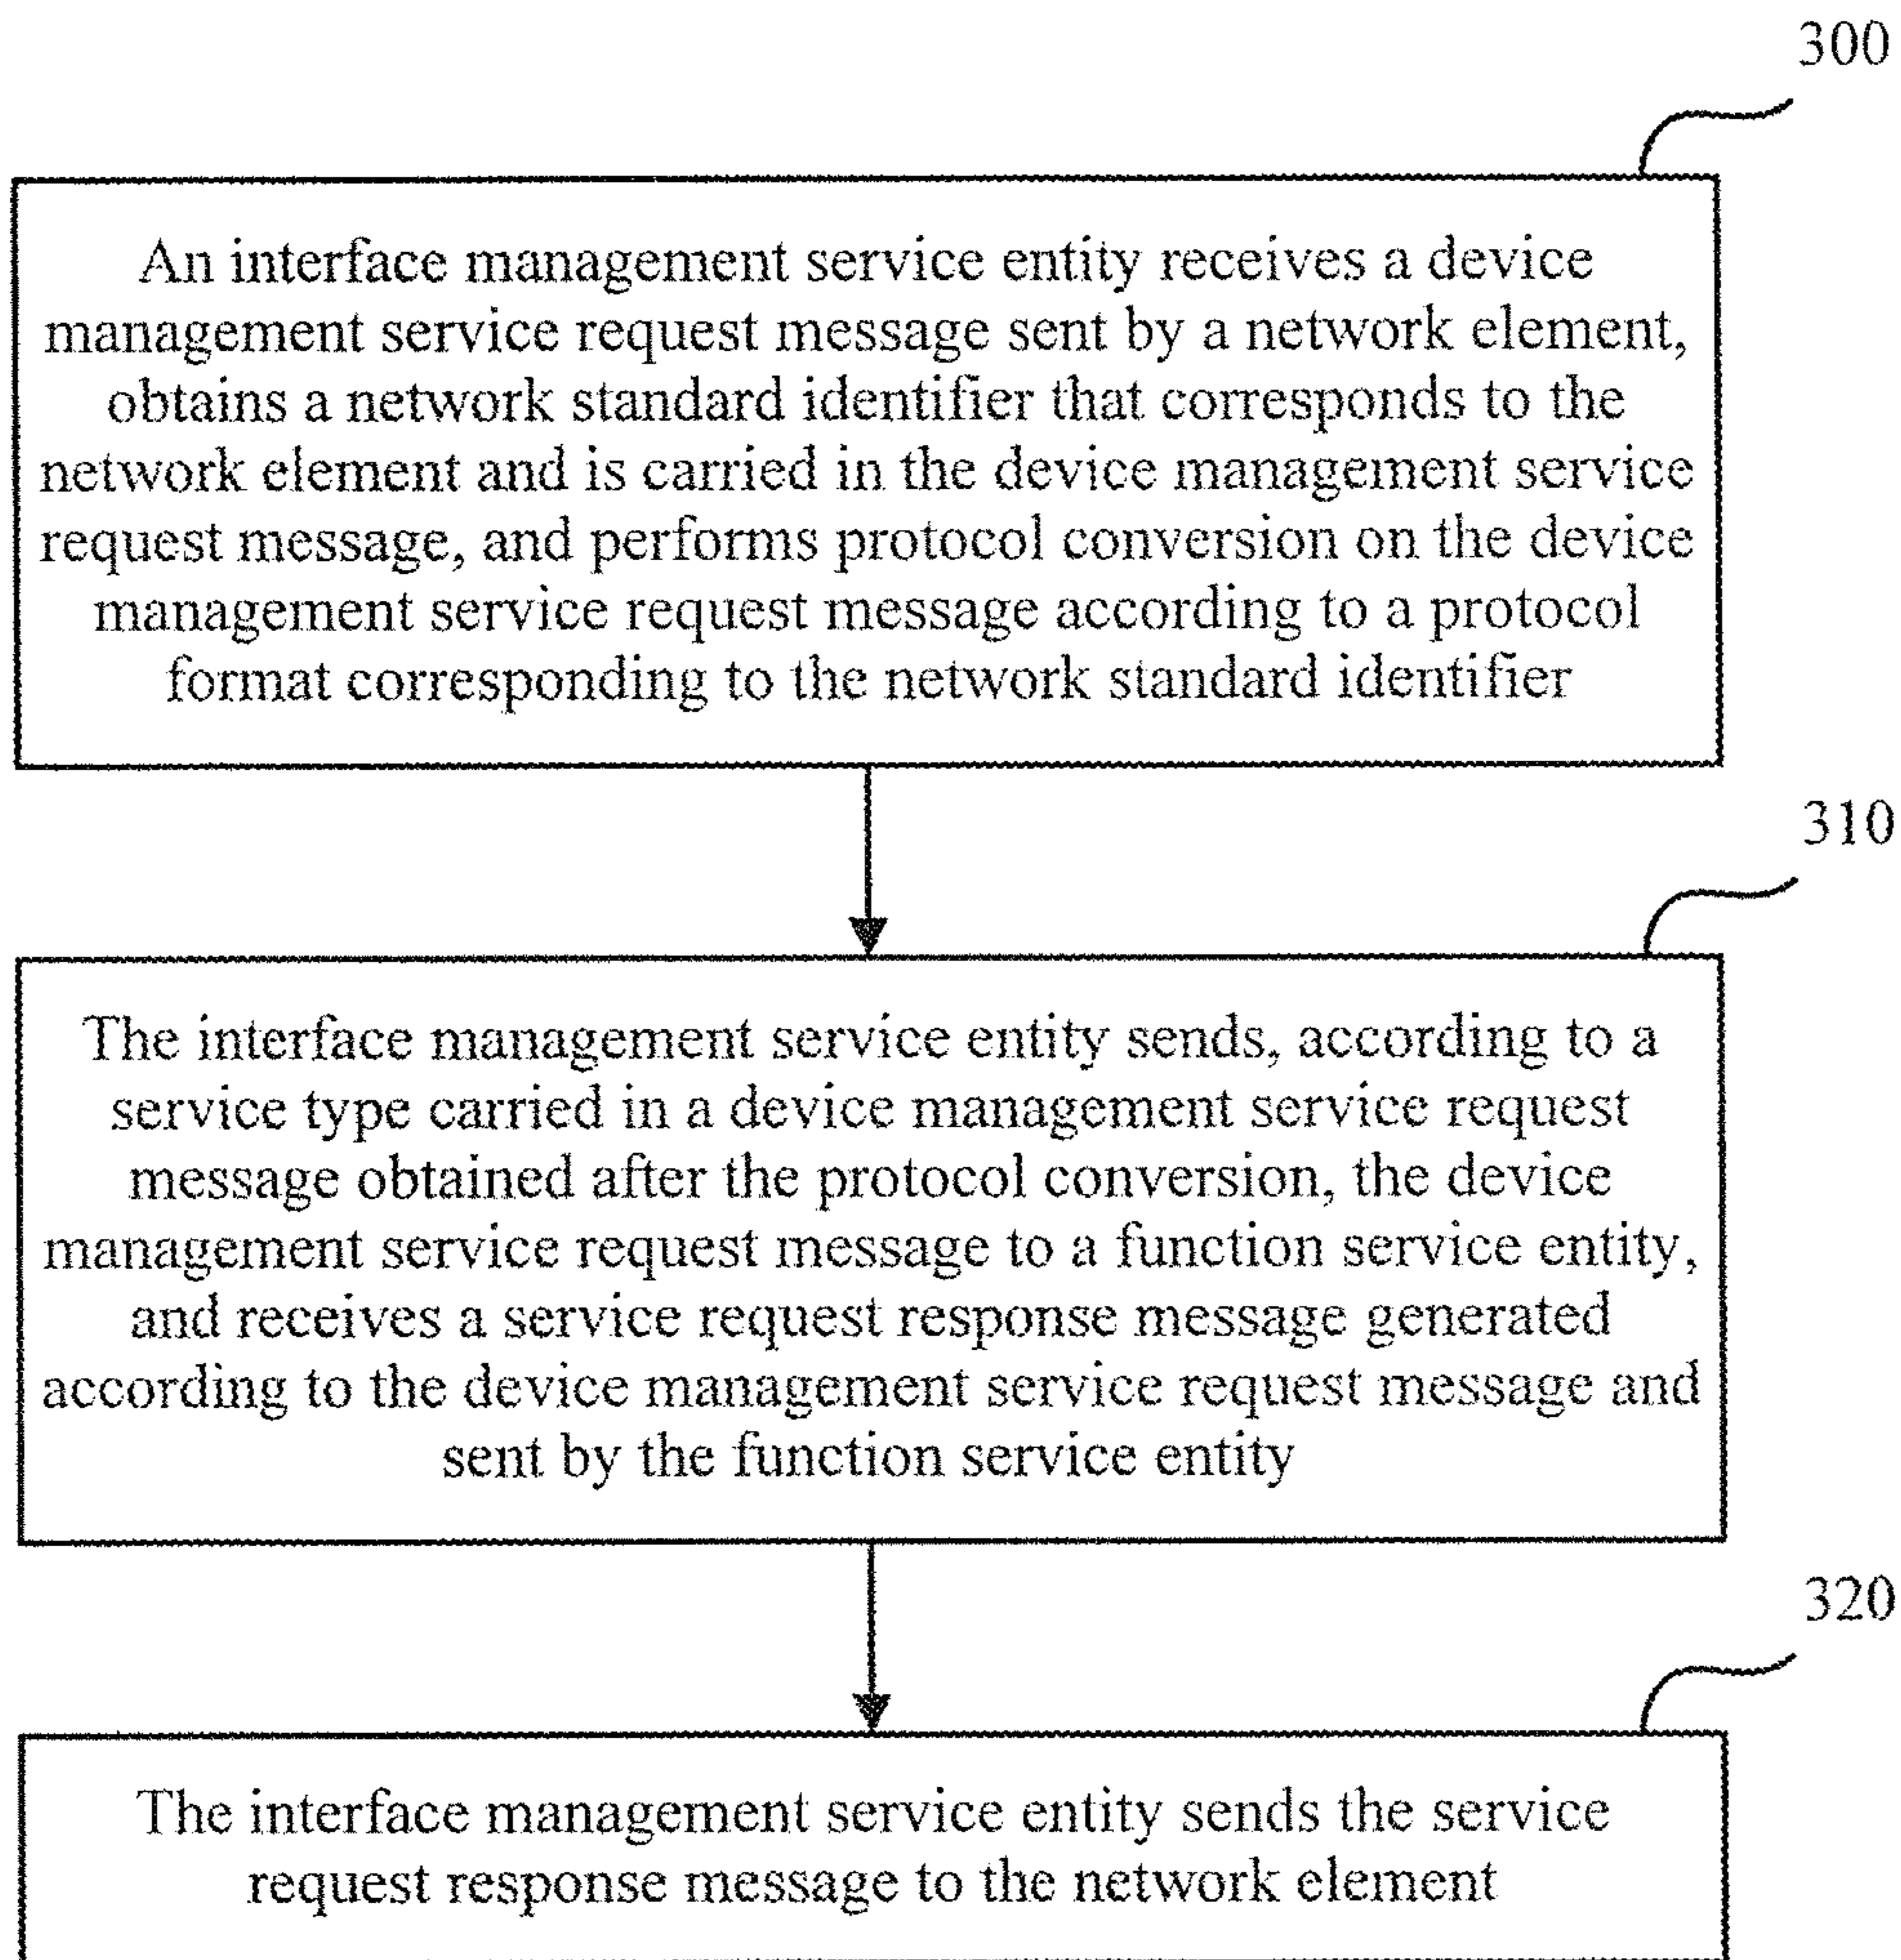 300
An interface management service entity receives a device
management service request message sent by a network element,
obtains a network standard identifier that corresponds to the
network element and is carried in the device management service
request message, and performs protocol conversion on the device
management service request message according to a protocol
format corresponding to the network standard identifier
310
The interface management service entity sends, according to a
service type carried in a device management service request
message obtained after the protocol conversion, the device
management service request message to a function service entity,
and receives a service request response message generated
according to the device management service request message and
sent by the function service entity
320
The interface management service entity sends the service
request response message to the network element